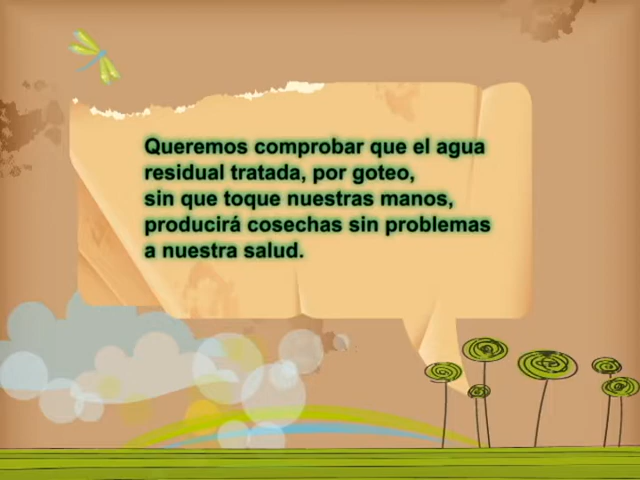 Queremos comprobar que el agua
residual tratada, por goteo,
sin que toque nuestras manos,
producirá cosechas sin problemas
a nuestra salud.